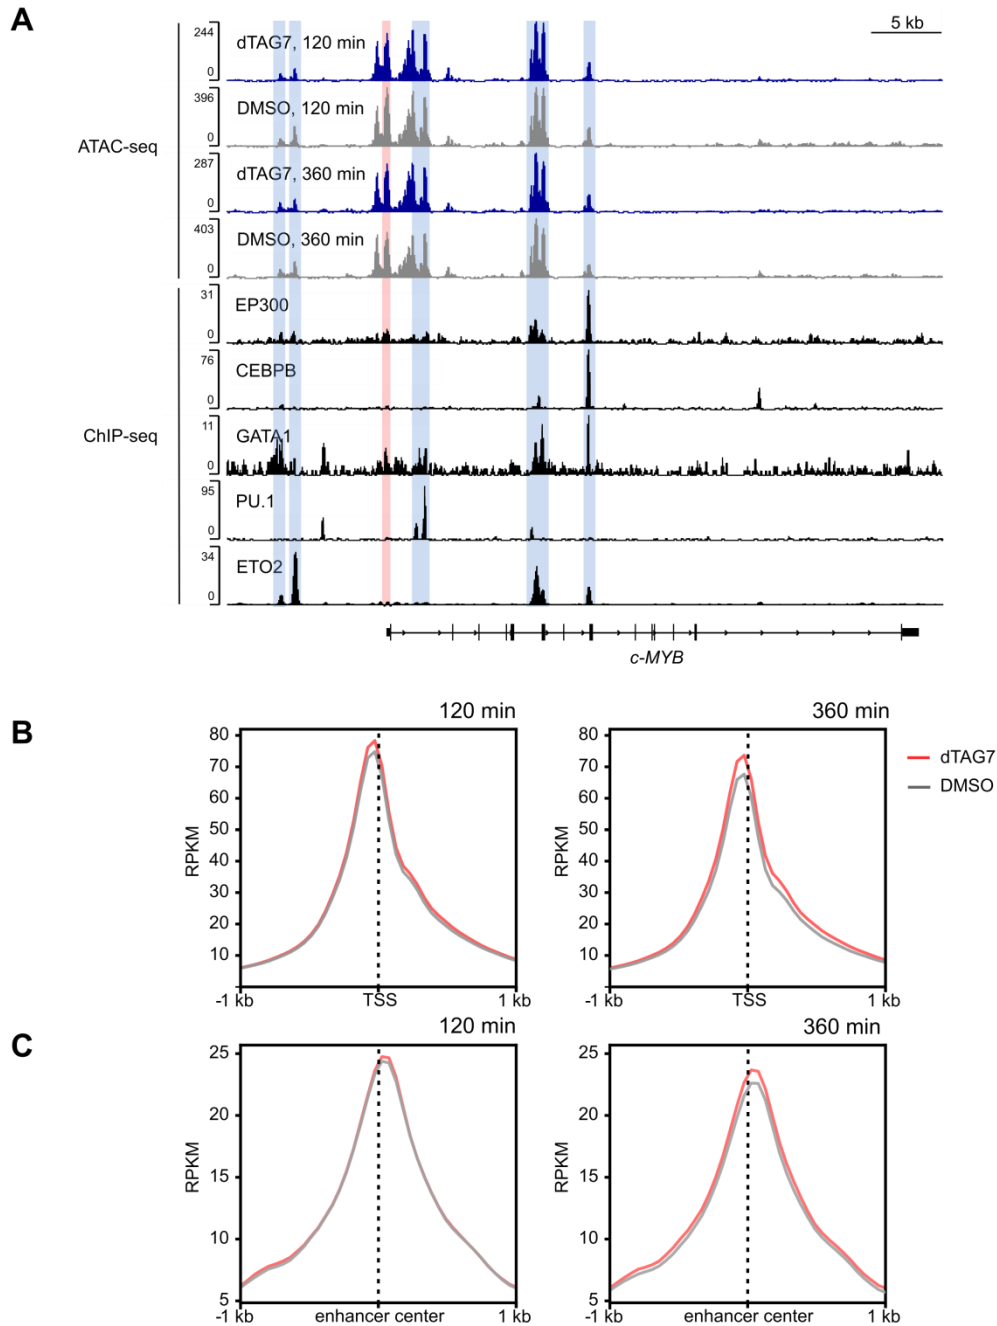 A
5 kb
ATAC-seq
244
0
dTAG7, 120 min
396
0
DMSO, 120 min
287
0
dTAG7, 360 min
403
0
DMSO, 360 min
ChIP-seq
31
0
EP300
76
0
CEBPB
11
0
GATA1
95
0
PU.1
34
0
ETO2
c-MYB
B
120 min
RPKM
80
70
60
50
40
30
20
10
-1 kb
TSS
1 kb
360 min
RPKM
80
70
60
50
40
30
20
10
-1 kb
TSS
1 kb
dTAG7
DMSO
C
120 min
RPKM
25
20
15
10
5
-1 kb
enhancer center
1 kb
360 min
RPKM
25
20
15
10
5
-1 kb
enhancer center
1 kb